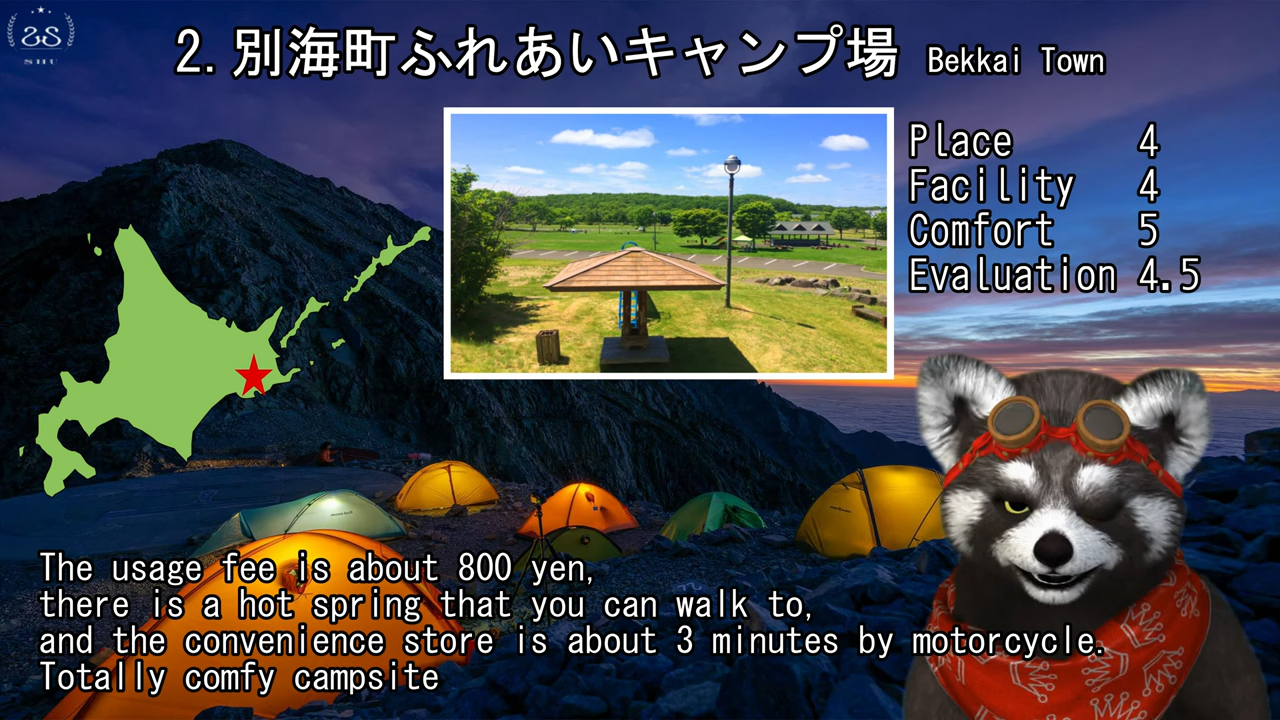 SHU
2.別海町ふれあいキャンプ場 Bekkai Town
Place 4
Facility 4
Comfort 5
Evaluation 4.5
The usage fee is about 800 yen,
there is a hot spring that you can walk to,
and the convenience store is about 3 minutes by motorcycle.
Totally comfy campsite